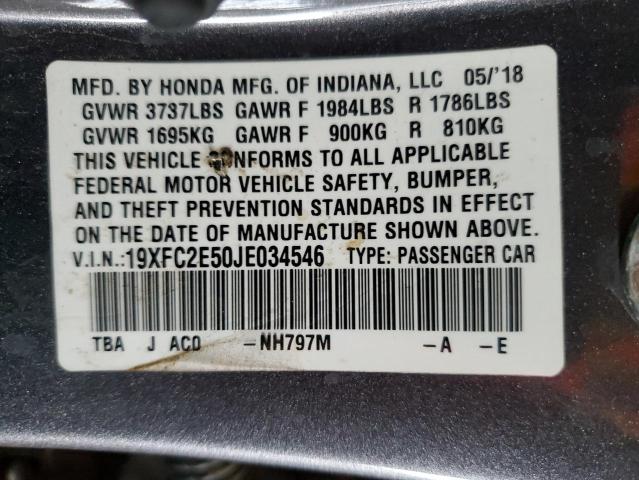 MFD. BY HONDA MFG. OF INDIANA, LLC 05/'18
GVWR 3737LBS GAWR F 1984LBS R 1786LBS
GVWR 1695KG GAWR F 900KG R 810KG
THIS VEHICLE CONFORMS TO ALL APPLICABLE
FEDERAL MOTOR VEHICLE SAFETY, BUMPER,
AND THEFT PREVENTION STANDARDS IN EFFECT
ON THE DATE OF MANUFACTURE SHOWN ABOVE.
V.I.N.:19XFC2E50JE034546 TYPE: PASSENGER CAR
TBA J AC0 -NH797M -A -E